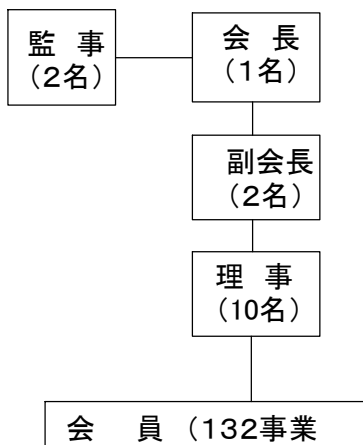 監　事
（２名）
会　長
（１名）
副会長
（２名）
理　事
（10名）
会　　員　（１３２事業